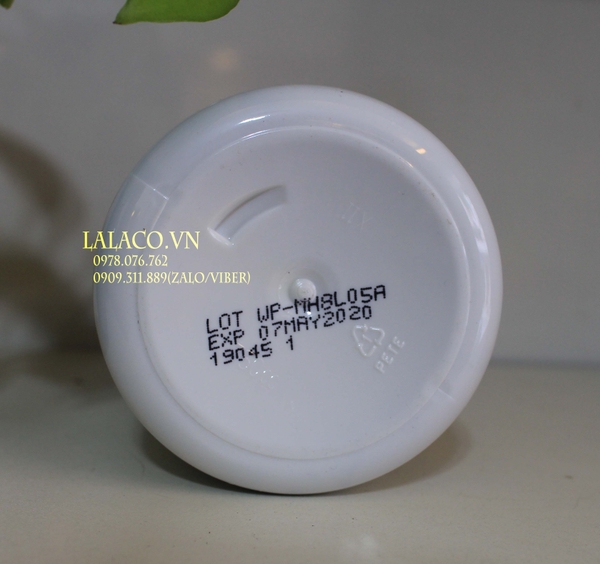 LALACO.VN
0978.076.762
0909.311.889(ZALO/VIBER)
LOT WP-MH8L05A
EXP 07MAY2020
19045 1
PETE